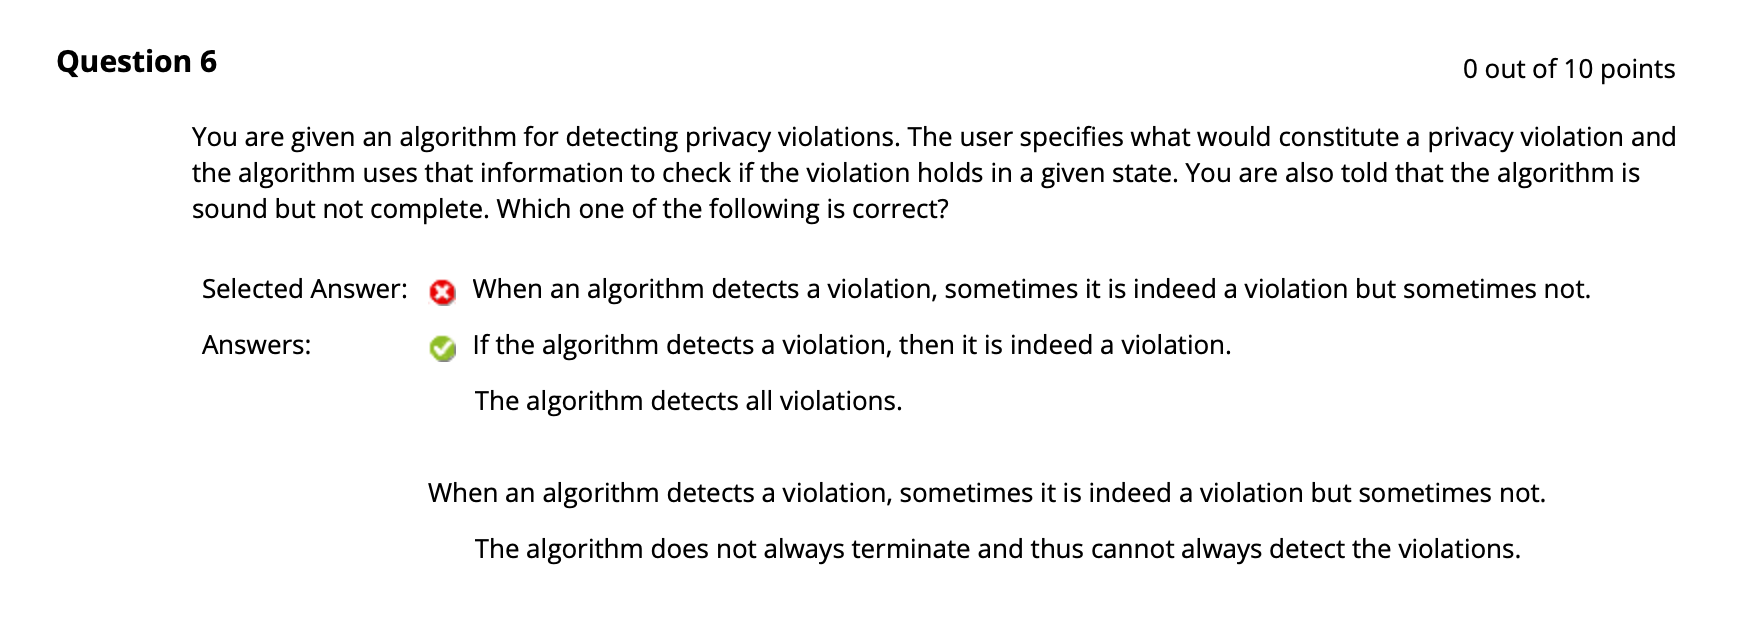 Question 6
0 out of 10 points
You are given an algorithm for detecting privacy violations. The user specifies what would constitute a privacy violation and
the algorithm uses that information to check if the violation holds in a given state. You are also told that the algorithm is
sound but not complete. Which one of the following is correct?
Selected Answer: When an algorithm detects a violation, sometimes it is indeed a violation but sometimes not.
Answers: If the algorithm detects a violation, then it is indeed a violation.
The algorithm detects all violations.
When an algorithm detects a violation, sometimes it is indeed a violation but sometimes not.
The algorithm does not always terminate and thus cannot always detect the violations.